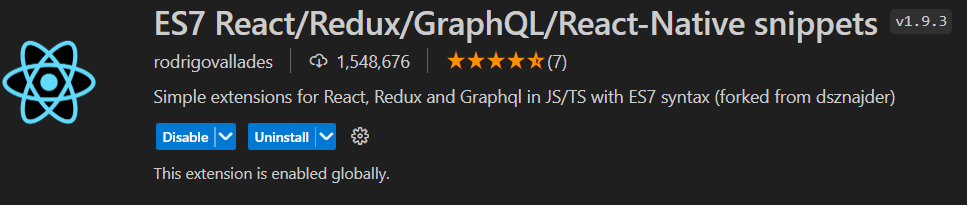 ES7 React/Redux/GraphQL/React-Native snippets v1.9.3
rodrigovallades 1,548,676 (7)
Simple extensions for React, Redux and Graphql in JS/TS with ES7 syntax (forked from dsznajder)
Disable Uninstall
This extension is enabled globally.